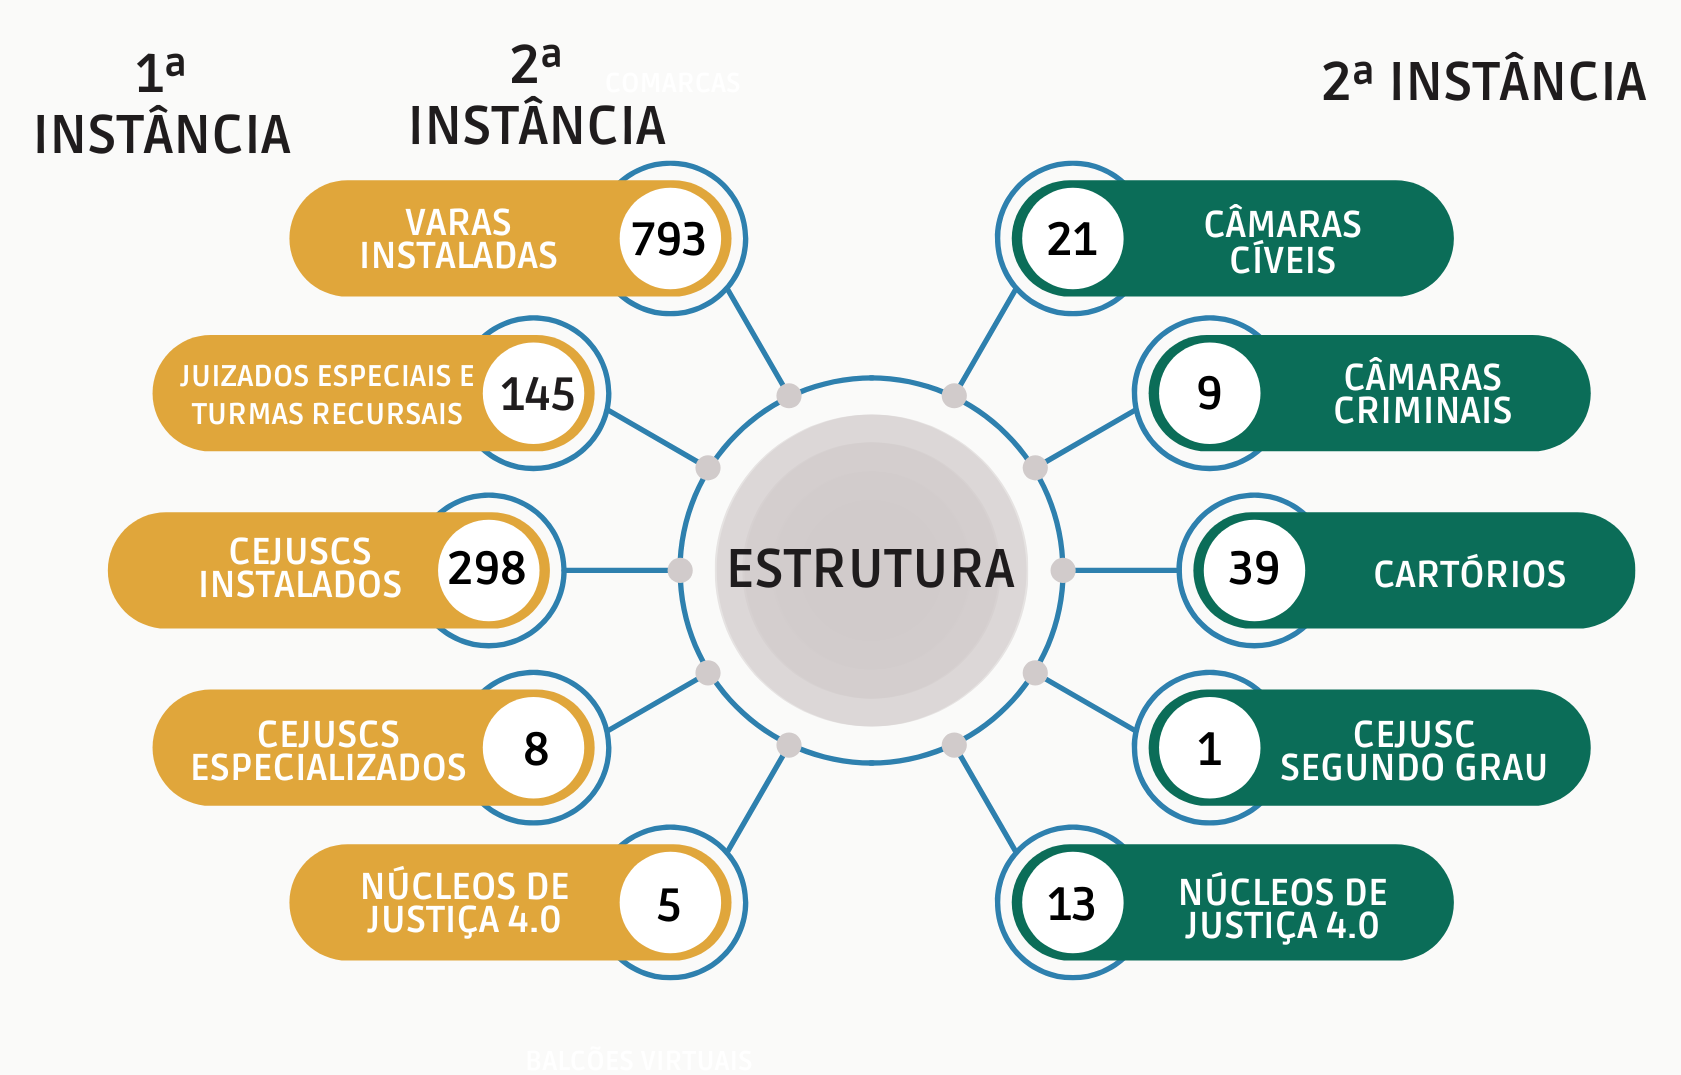 1ª
INSTÂNCIA
2ª
INSTÂNCIA
COMARCAS
2ª INSTÂNCIA
VARAS
INSTALADAS
793
JUIZADOS ESPECIAIS E
TURMAS RECURSAIS
145
CEJUSCS
INSTALADOS
298
CEJUSCS
ESPECIALIZADOS
8
NÚCLEOS DE
JUSTIÇA 4.0
5
ESTRUTURA
21
CÂMARAS
CÍVEIS
9
CÂMARAS
CRIMINAIS
39
CARTÓRIOS
1
CEJUSC
SEGUNDO GRAU
13
NÚCLEOS DE
JUSTIÇA 4.0
BALCÕES VIRTUAIS